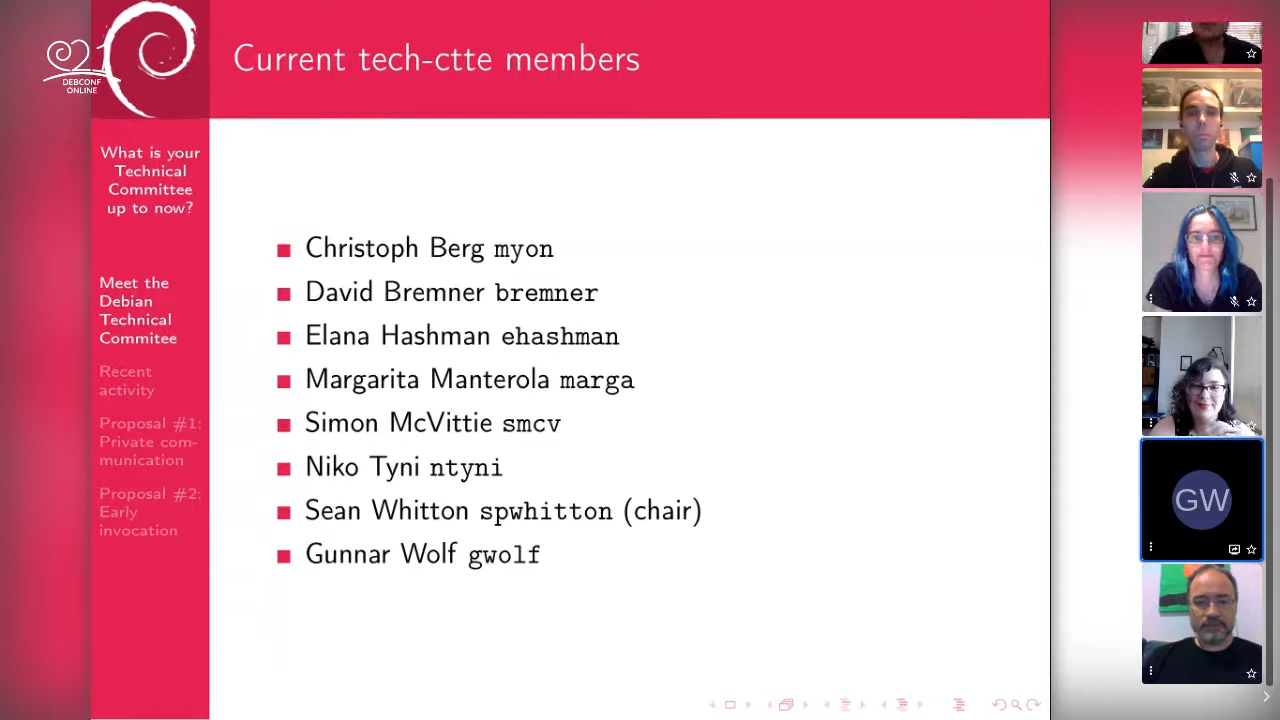 Current tech-ctte members
DEBCONF
ONLINE
What is your
Technical
Committee
up to now?
Meet the
Debian
Technical
Commitee
Recent
activity
Proposal #1:
Private com-
munication
Proposal #2:
Early
invocation
Christoph Berg myon
David Bremner bremner
Elana Hashman ehashman
Margarita Manterola marga
Simon McVittie smcv
Niko Tyni ntyni
Sean Whitton spwhitton (chair)
Gunnar Wolf gwolf
GW